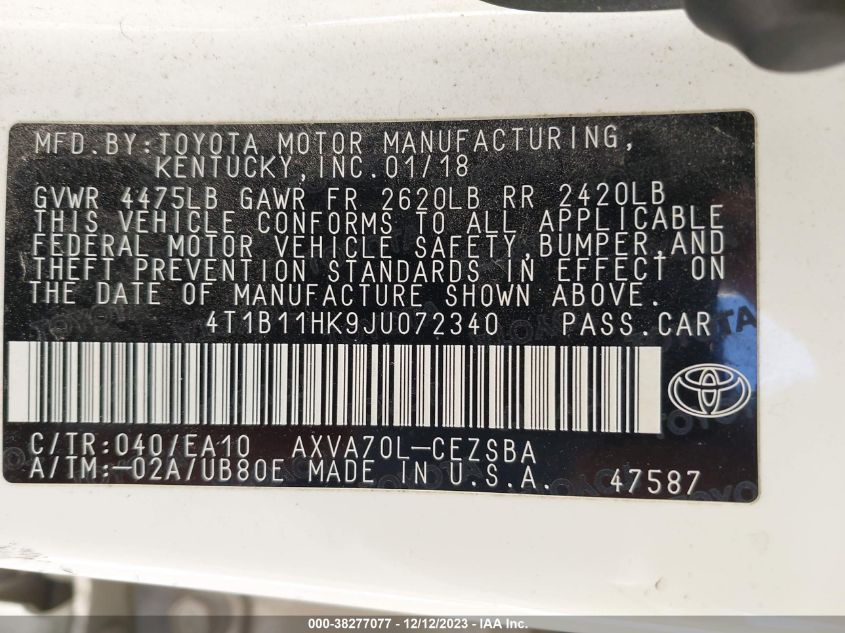 MFD.BY:TOYOTA MOTOR MANUFACTURING,
KENTUCKY,INC.01/18
GVWR 4475LB GAWR FR 2620LB RR 2420LB
THIS VEHICLE CONFORMS TO ALL APPLICABLE
FEDERAL MOTOR VEHICLE SAFETY,BUMPER,AND
THEFT PREVENTION STANDARDS IN EFFECT ON
THE DATE OF MANUFACTURE SHOWN ABOVE.
4T1B11HK9JU072340 PASS.CAR
C/TR:040/EA10 AXVA70L-CEZSBA
A/TM:-02A/UB80E MADE IN U.S.A. 47587
000-38277077 - 12/12/2023 - © IAA Inc.